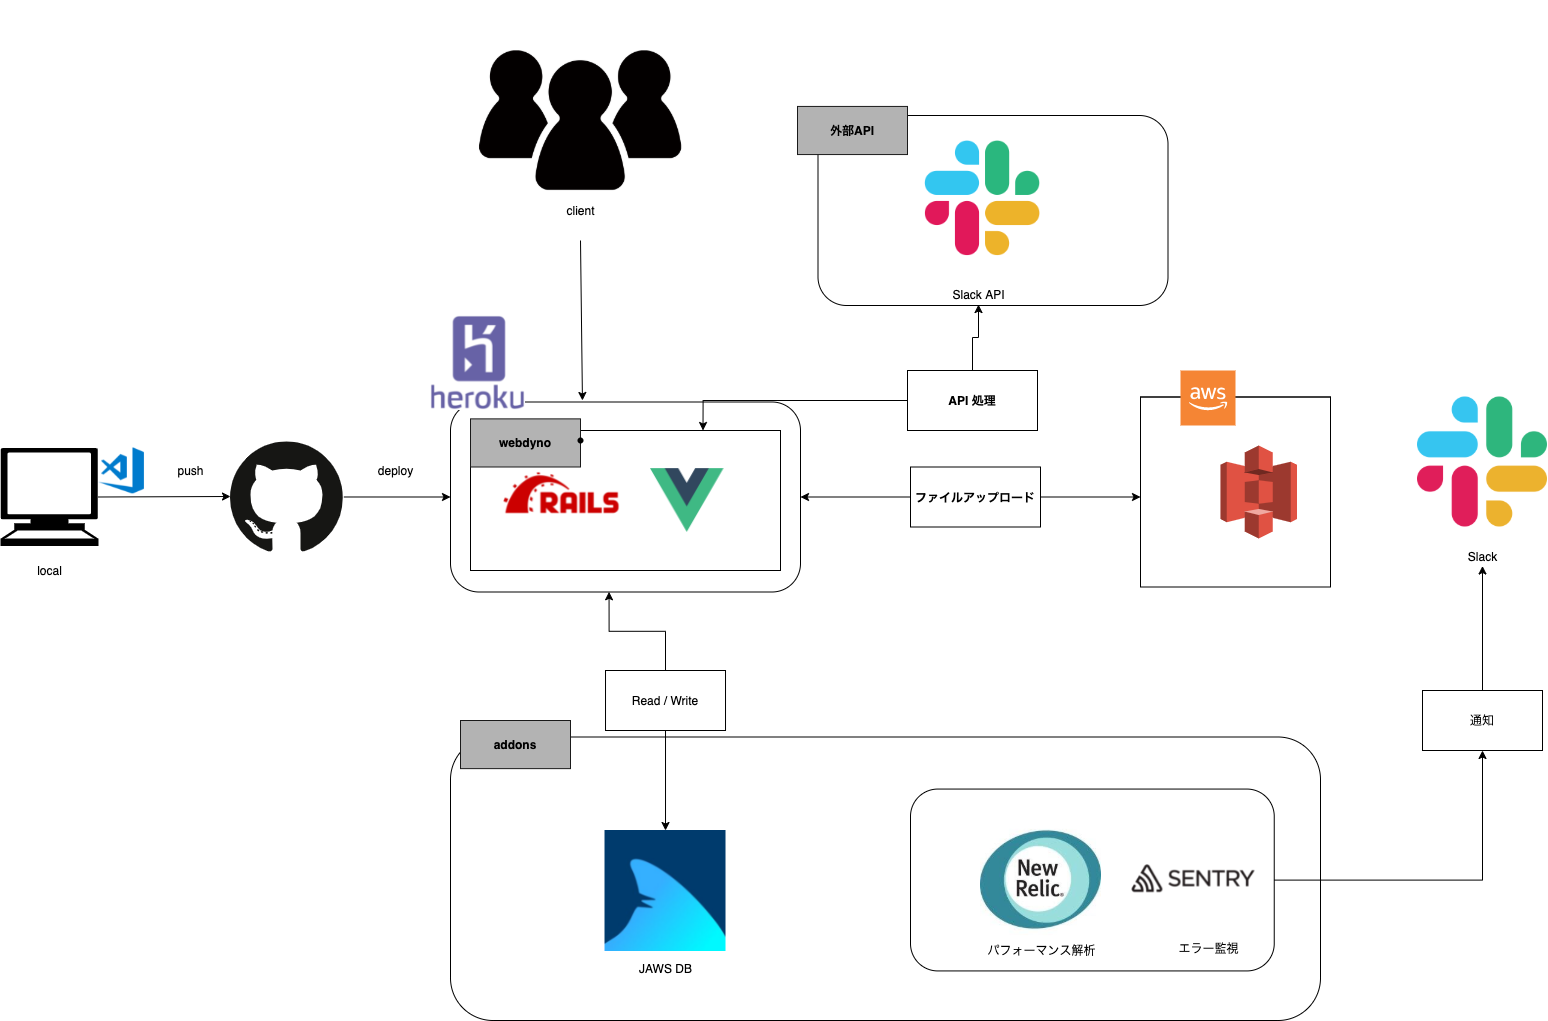 client
外部API
Slack API
heroku
API 処理
aws
webdyno
push
deploy
RAILS
ファイルアップロード
local
Slack
Read / Write
通知
addons
New
Relic.
SENTRY
パフォーマンス解析
エラー監視
JAWS DB